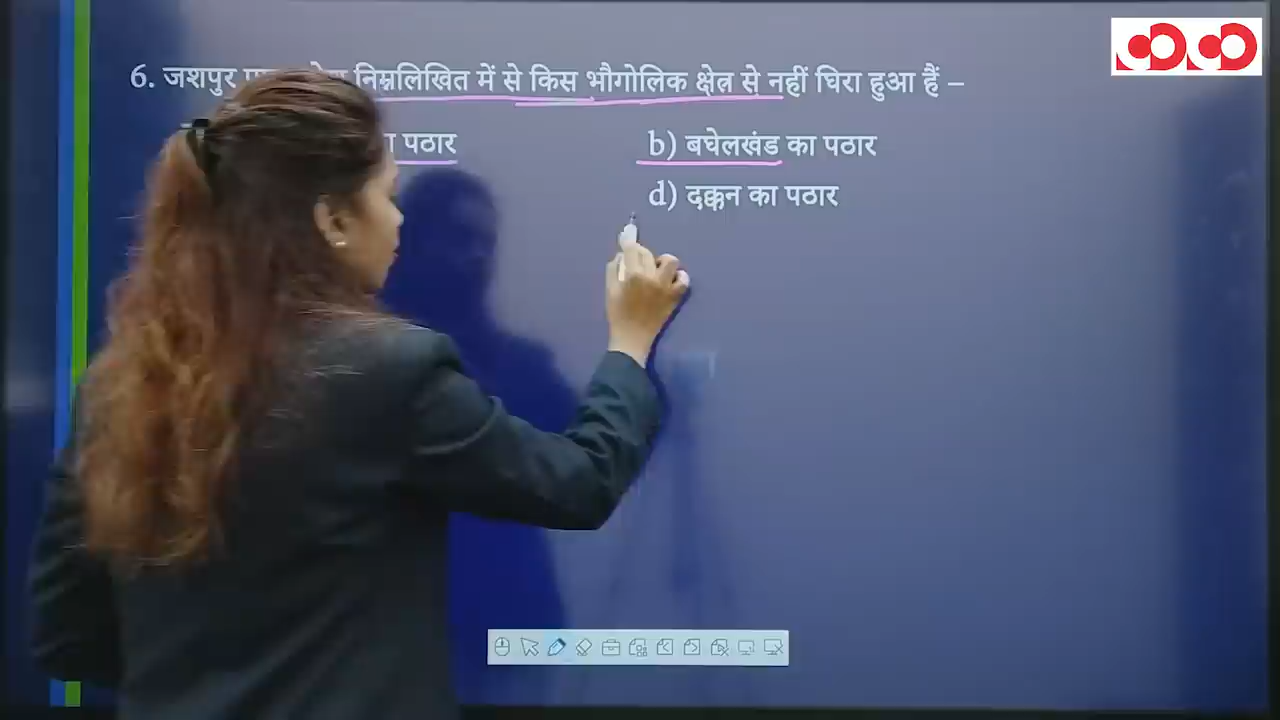 6. जशपुर निम्नलिखित में से किस भौगोलिक क्षेत्र से नहीं घिरा हुआ हैं –
पठार b) बघेलखंड का पठार
d) दक्कन का पठार